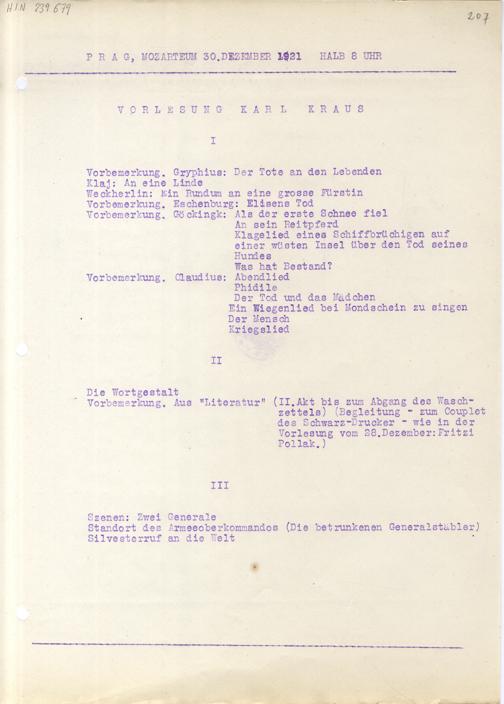 HIN 239.679
207
P R A G, MOZARTEUM 30.DEZEMBER 1921 HALB 8 UHR
V O R L E S U N G K A R L K R A U S
I
Vorbemerkung. Gryphius: Der Tote an den Lebenden
Klaj: An eine Linde
Weckherlin: Ein Rundum an eine grosse Fürstin
Vorbemerkung. Eschenburg: Elisens Tod
Vorbemerkung. Göckingk: Als der erste Schnee fiel
An sein Reitpferd
Klagelied eines Schiffbrüchigen auf
einer wüsten Insel über den Tod seines
Hundes
Was hat Bestand?
Vorbemerkung. Claudius: Abendlied
Phidile
Der Tod und das Mädchen
Ein Wiegenlied bei Mondschein zu singen
Der Mensch
Kriegslied
II
Die Wortgestalt
Vorbemerkung. Aus "Literatur" (II.Akt bis zum Abgang des Wasch-
zettels) (Begleitung - zum Couplet
des Schwarz-Drucker - wie in der
Vorlesung vom 28.Dezember:Fritzi
Pollak.)
III
Szenen: Zwei Generale
Standort des Armeeoberkommandos (Die betrunkenen Generalstäbler)
Silvesterruf an die Welt